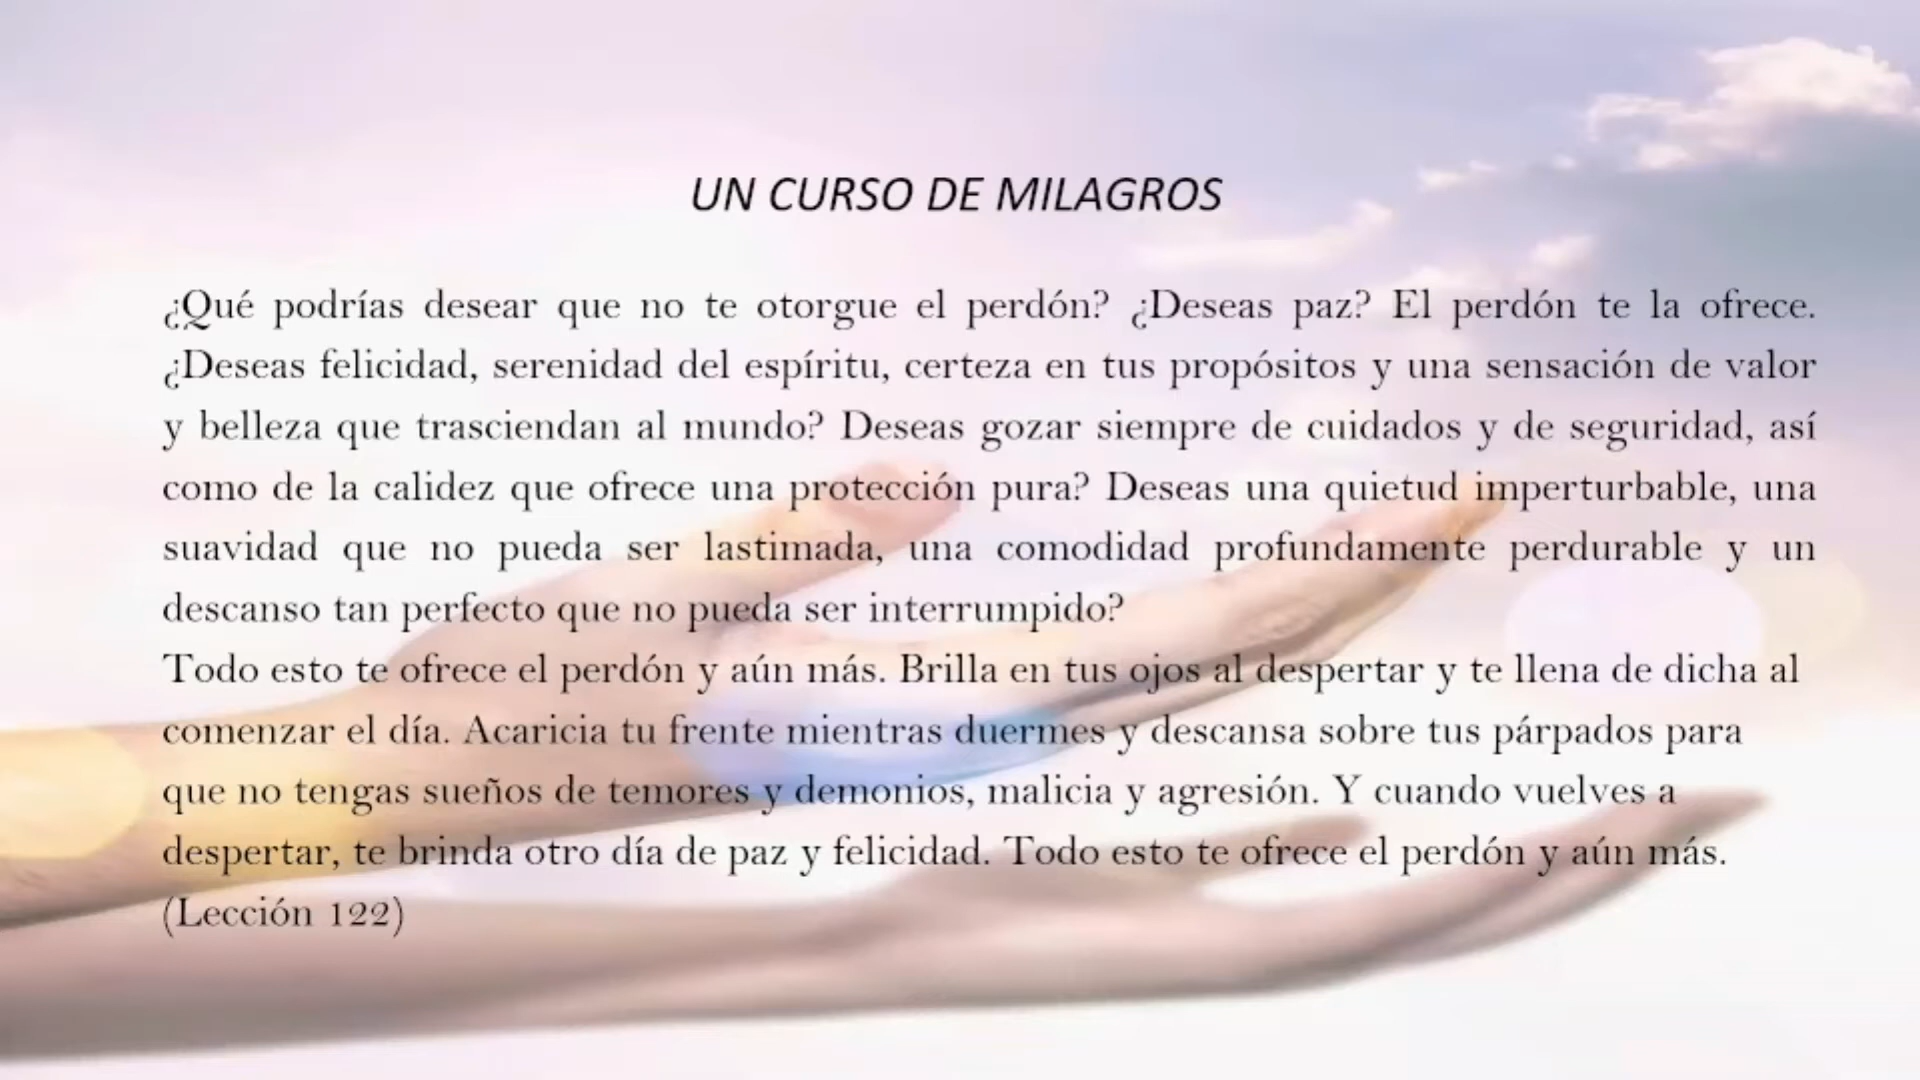 UN CURSO DE MILAGROS
¿Qué podrías desear que no te otorgue el perdón? ¿Deseas paz? El perdón te la ofrece.
¿Deseas felicidad, serenidad del espíritu, certeza en tus propósitos y una sensación de valor
y belleza que trasciendan al mundo? Deseas gozar siempre de cuidados y de seguridad, así
como de la calidez que ofrece una protección pura? Deseas una quietud imperturbable, una
suavidad que no pueda ser lastimada, una comodidad profundamente perdurable y un
descanso tan perfecto que no pueda ser interrumpido?
Todo esto te ofrece el perdón y aún más. Brilla en tus ojos al despertar y te llena de dicha al
comenzar el día. Acaricia tu frente mientras duermes y descansa sobre tus párpados para
que no tengas sueños de temores y demonios, malicia y agresión. Y cuando vuelves a
despertar, te brinda otro día de paz y felicidad. Todo esto te ofrece el perdón y aún más.
(Lección 122)